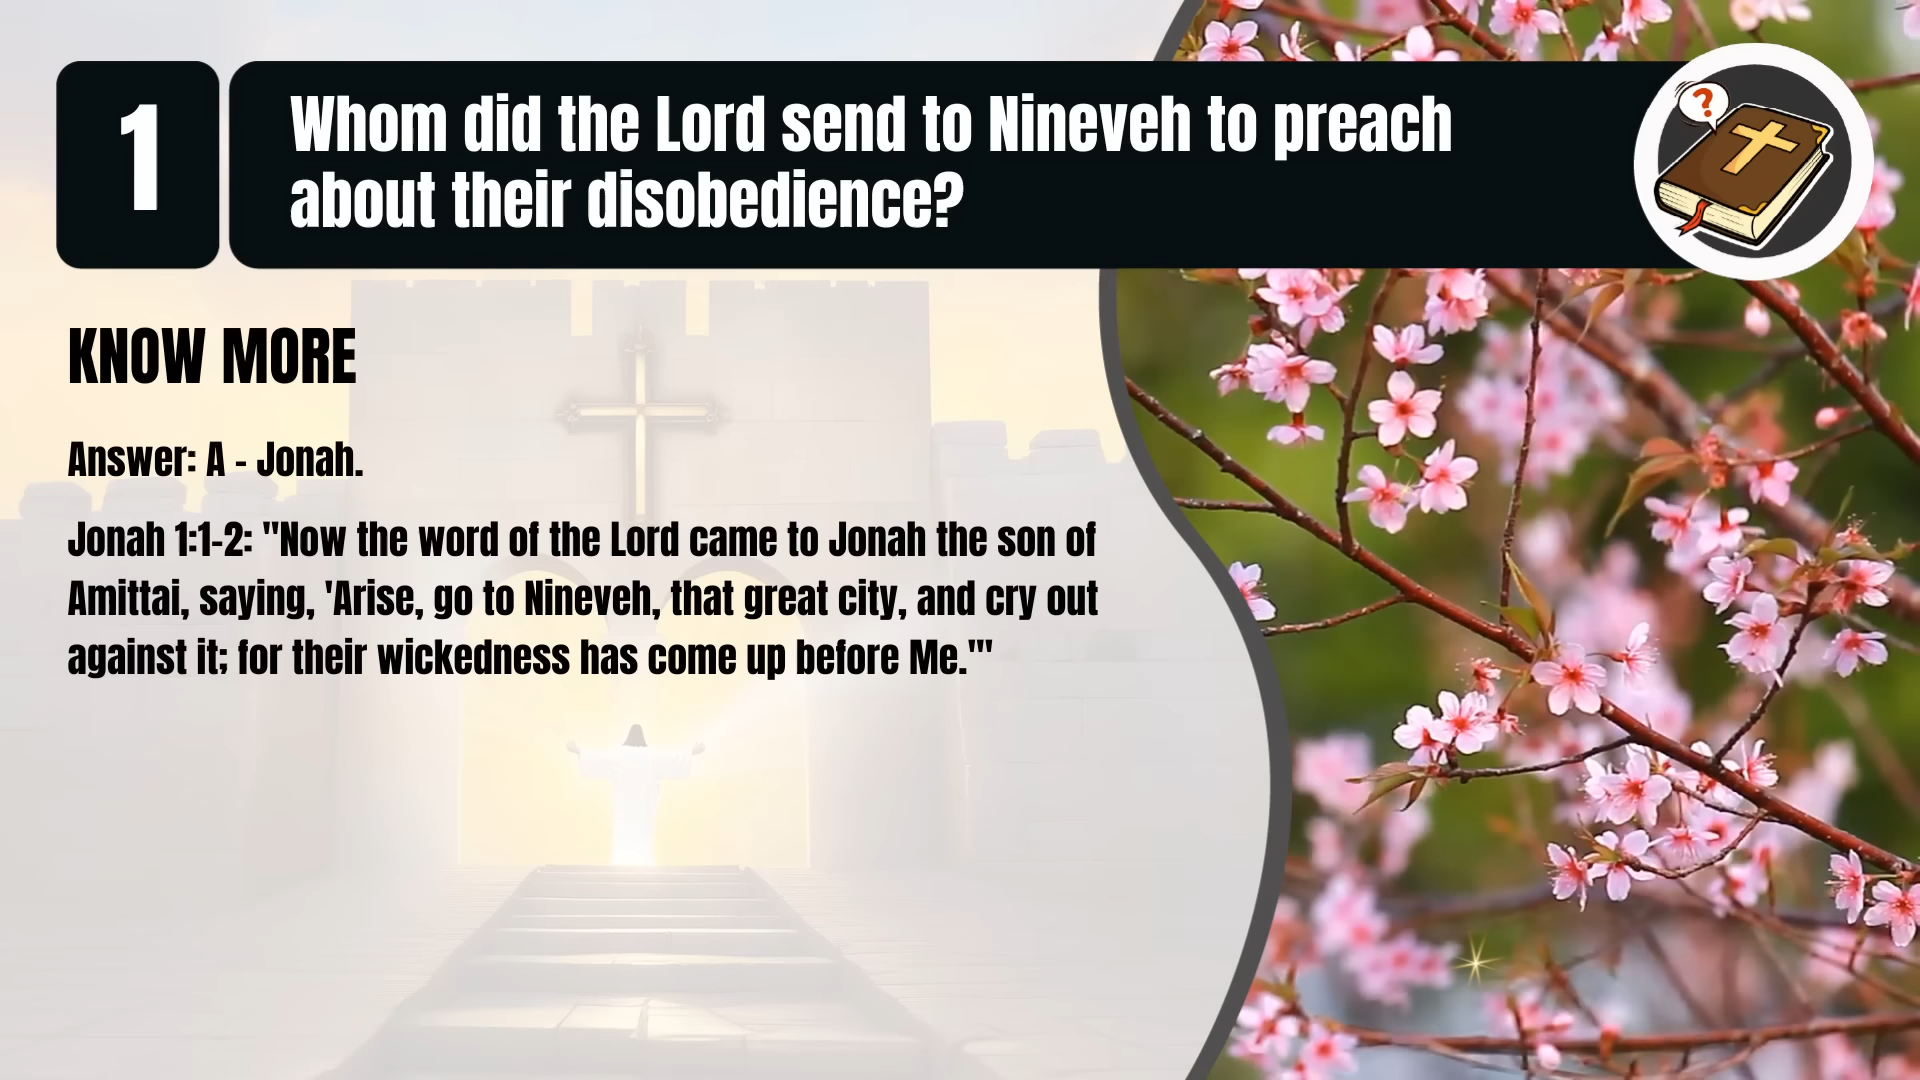 1
Whom did the Lord send to Nineveh to preach
about their disobedience?
?
KNOW MORE
Answer: A - Jonah.
Jonah 1:1-2: "Now the word of the Lord came to Jonah the son of
Amittai, saying, 'Arise, go to Nineveh, that great city, and cry out
against it; for their wickedness has come up before Me.'"